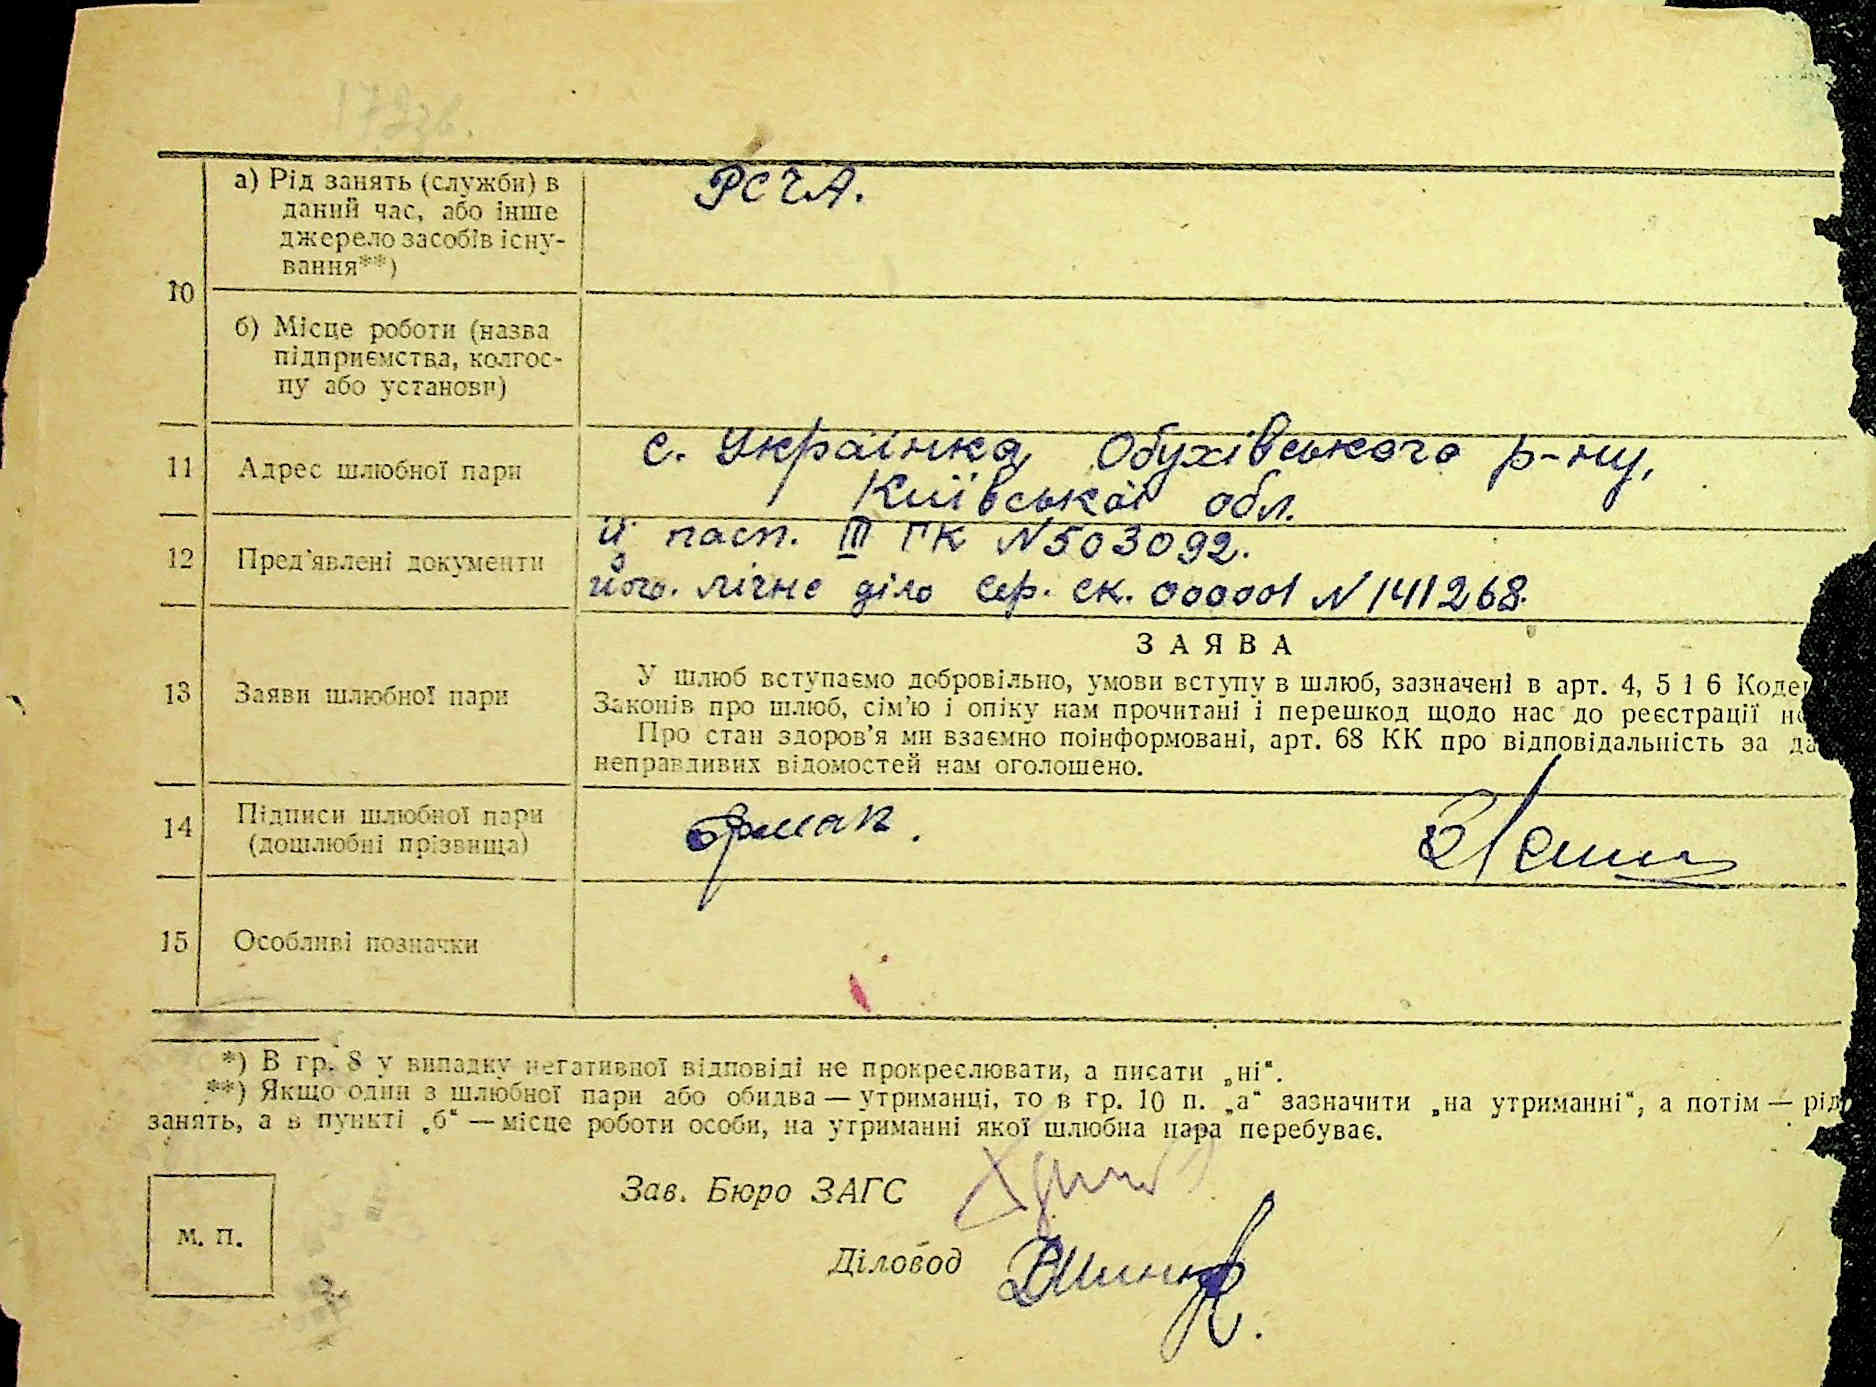 РСЧА.
а) Рід занять (служби) в
даний час, або інше
джерело засобів існу-
вання**)
10
б) Місце роботи (назва
підприємства, колгос-
пу або установи)
11 Адрес шлюбної пари
с. Українка Обухівського р-ну,
Київської обл.
12 Пред'явлені документи
її пасп. III ГК N503092.
його. лічне діло сер. ск. 000001 N 141268.
ЗАЯВА
13 Заяви шлюбної пари
У шлюб вступаємо добровільно, умови вступу в шлюб, зазначені в арт. 4, 5 і 6 Коде
Законів про шлюб, сім'ю і опіку нам прочитані і перешкод щодо нас до реєстрації
Про стан здоров'я ми взаємно поінформовані, арт. 68 КК про відповідальність за да
неправдивих відомостей нам оголошено.
14 Підписи шлюбної пари
(дошлюбні прізвища)
15 Особливі позначки
*) В гр. 8 у випадку негативної відповіді не прокреслювати, а писати „ні“.
**) Якщо один з шлюбної пари або обидва — утриманці, то в гр. 10 п. „а“ зазначити „на утриманні“, а потім — рід
занять, а в пункті „б“ — місце роботи особи, на утриманні якої шлюбна пара перебуває.
Зав. Бюро ЗАГС
м. п.
Діловод